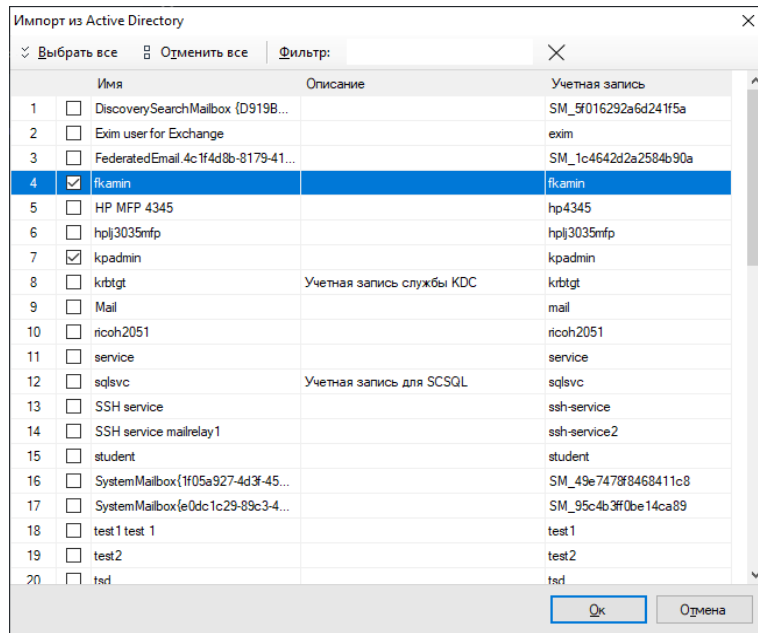 Импорт из Active Directory
Выбрать все Отменить все Фильтр:
Имя Описание Учетная запись
1 DiscoverySearchMailbox {D919B... SM_5f016292a6d241f5a
2 Exim user for Exchange exim
3 FederatedEmail.4c1f4d8b-8179-41... SM_1c4642d2a2584b90a
4 fkamin fkamin
5 HP MFP 4345 hp4345
6 hplj3035mfp hplj3035mfp
7 kpadmin kpadmin
8 krbtgt Учетная запись службы KDC krbtgt
9 Mail mail
10 ricoh2051 ricoh2051
11 service service
12 sqlsvc Учетная запись для SCSQL sqlsvc
13 SSH service ssh-service
14 SSH service mailrelay1 ssh-service2
15 student student
16 SystemMailbox{1f05a927-4d3f-45... SM_49e7478f8468411c8
17 SystemMailbox{e0dc1c29-89c3-4... SM_95c4b3ff0be14ca89
18 test1 test 1 test1
19 test2 test2
20 tsd tsd
Ок Отмена